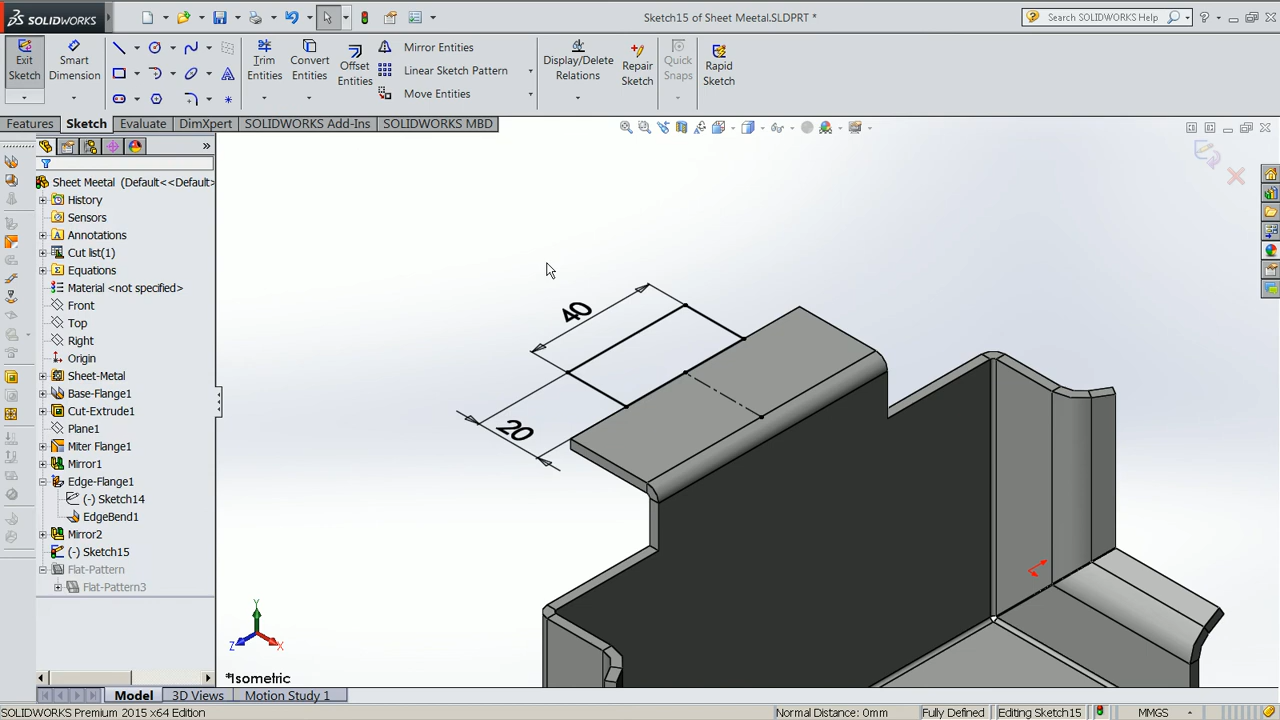 SOLIDWORKS
Sketch15 of Sheet Meetal.SLDPRT *
Search SOLIDWORKS Help
Exit Sketch
Smart Dimension
Trim Entities
Convert Entities
Offset Entities
Mirror Entities
Linear Sketch Pattern
Move Entities
Display/Delete Relations
Repair Sketch
Quick Snaps
Rapid Sketch
Features
Sketch
Evaluate
DimXpert
SOLIDWORKS Add-Ins
SOLIDWORKS MBD
Sheet Meetal (Default<<Default>
History
Sensors
Annotations
Cut list(1)
Equations
Material <not specified>
Front
Top
Right
Origin
Sheet-Metal
Base-Flange1
Cut-Extrude1
Plane1
Miter Flange1
Mirror1
Edge-Flange1
(-) Sketch14
EdgeBend1
Mirror2
(-) Sketch15
Flat-Pattern
Flat-Pattern3
40
20
Y
Z
X
*Isometric
Model
3D Views
Motion Study 1
SOLIDWORKS Premium 2015 x64 Edition
Normal Distance: 0mm
Fully Defined
Editing Sketch15
MMGS